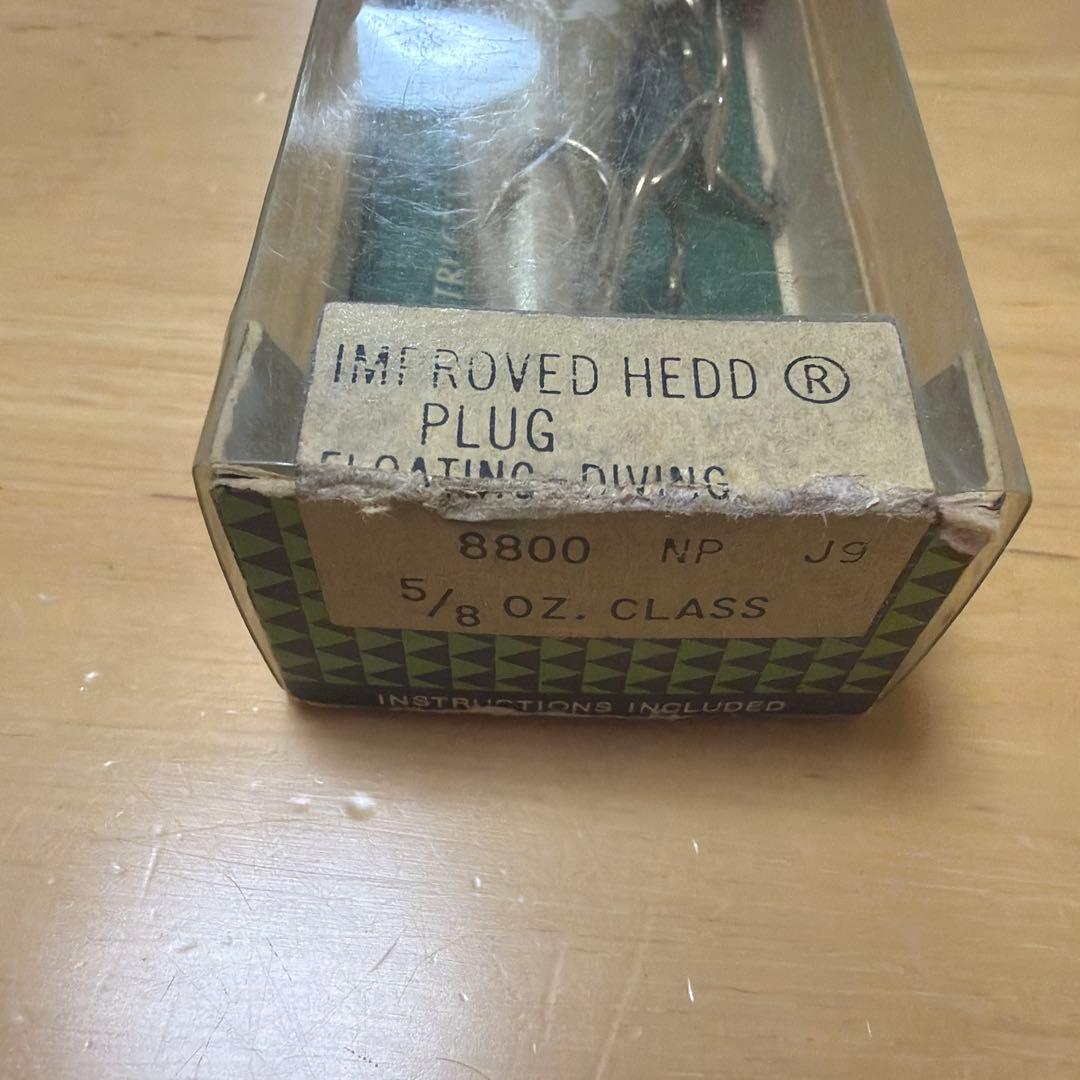 IMPROVED HEDD ®
PLUG
FLOATING-DIVING
8800 NP J9
5/8 OZ. CLASS
INSTRUCTIONS INCLUDED